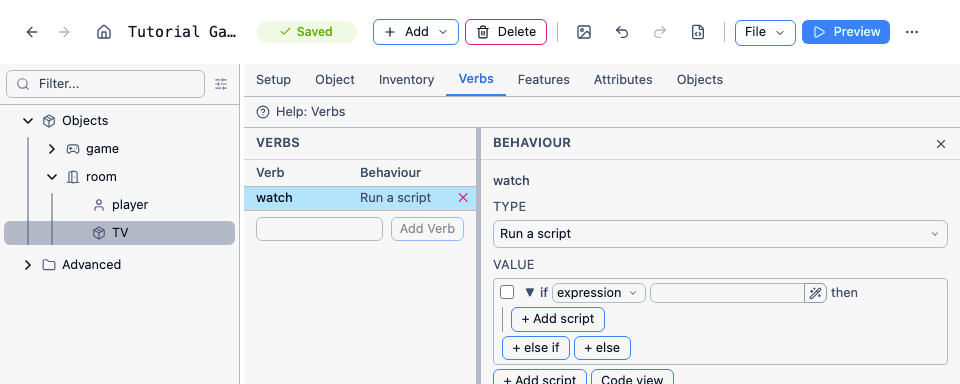 Tutorial Ga...
Saved
Add
Delete
File
Preview
Filter...
Setup
Object
Inventory
Verbs
Features
Attributes
Objects
Help: Verbs
Objects
game
room
player
TV
Advanced
VERBS
Verb
Behaviour
watch
Run a script
Add Verb
BEHAVIOUR
watch
TYPE
Run a script
VALUE
if expression then
+ Add script
+ else if
+ else
+ Add script
Code view